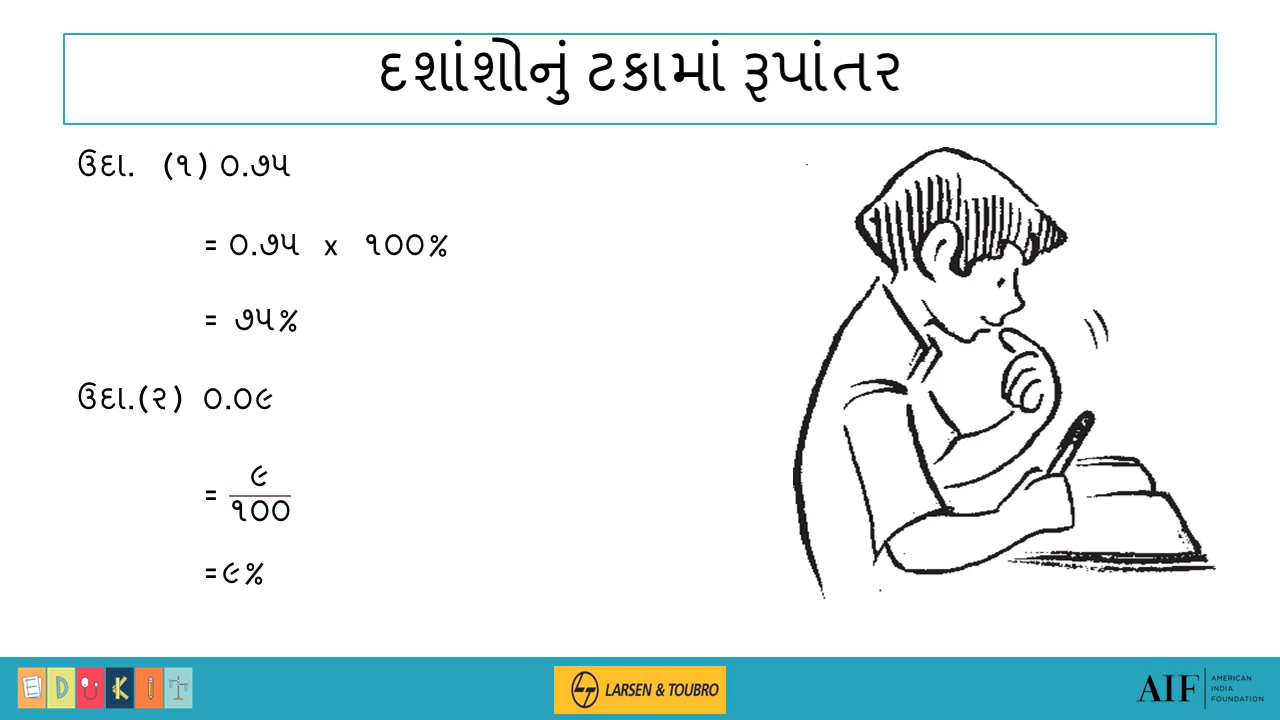 દશાંશોનું ટકામાં રૂપાંતર
ઉદા. (૧) ૦.૭૫
= ૦.૭૫ x ૧૦૦%
= ૭૫%
ઉદા.(૨) ૦.૦૯
= ૯/૧૦૦
=૯%
EDUKIT
LARSEN & TOUBRO
AIF AMERICAN
INDIA
FOUNDATION